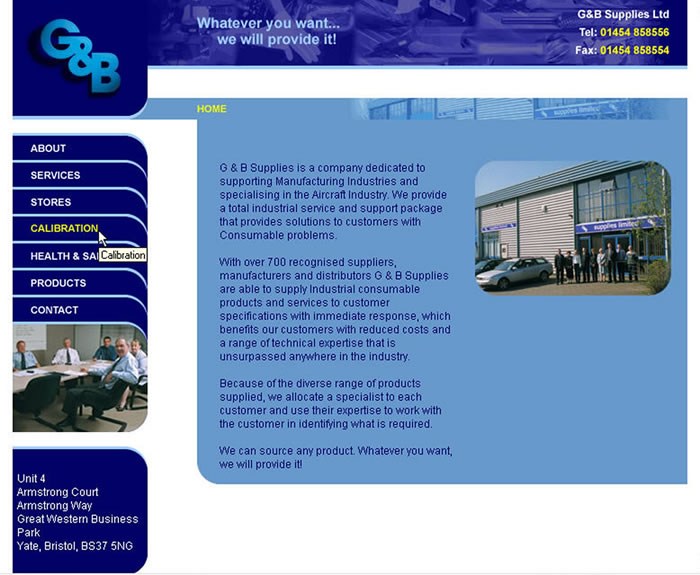 G&B
Whatever you want...
we will provide it!
G&B Supplies Ltd
Tel: 01454 858556
Fax: 01454 858554
HOME
ABOUT
SERVICES
STORES
CALIBRATION
HEALTH & SA
Calibration
PRODUCTS
CONTACT
G & B Supplies is a company dedicated to
supporting Manufacturing Industries and
specialising in the Aircraft Industry. We provide
a total industrial service and support package
that provides solutions to customers with
Consumable problems.
With over 700 recognised suppliers,
manufacturers and distributors G & B Supplies
are able to supply Industrial consumable
products and services to customer
specifications with immediate response, which
benefits our customers with reduced costs and
a range of technical expertise that is
unsurpassed anywhere in the industry.
Because of the diverse range of products
supplied, we allocate a specialist to each
customer and use their expertise to work with
the customer in identifying what is required.
We can source any product. Whatever you want,
we will provide it!
supplies limited
Unit 4
Armstrong Court
Armstrong Way
Great Western Business
Park
Yate, Bristol, BS37 5NG